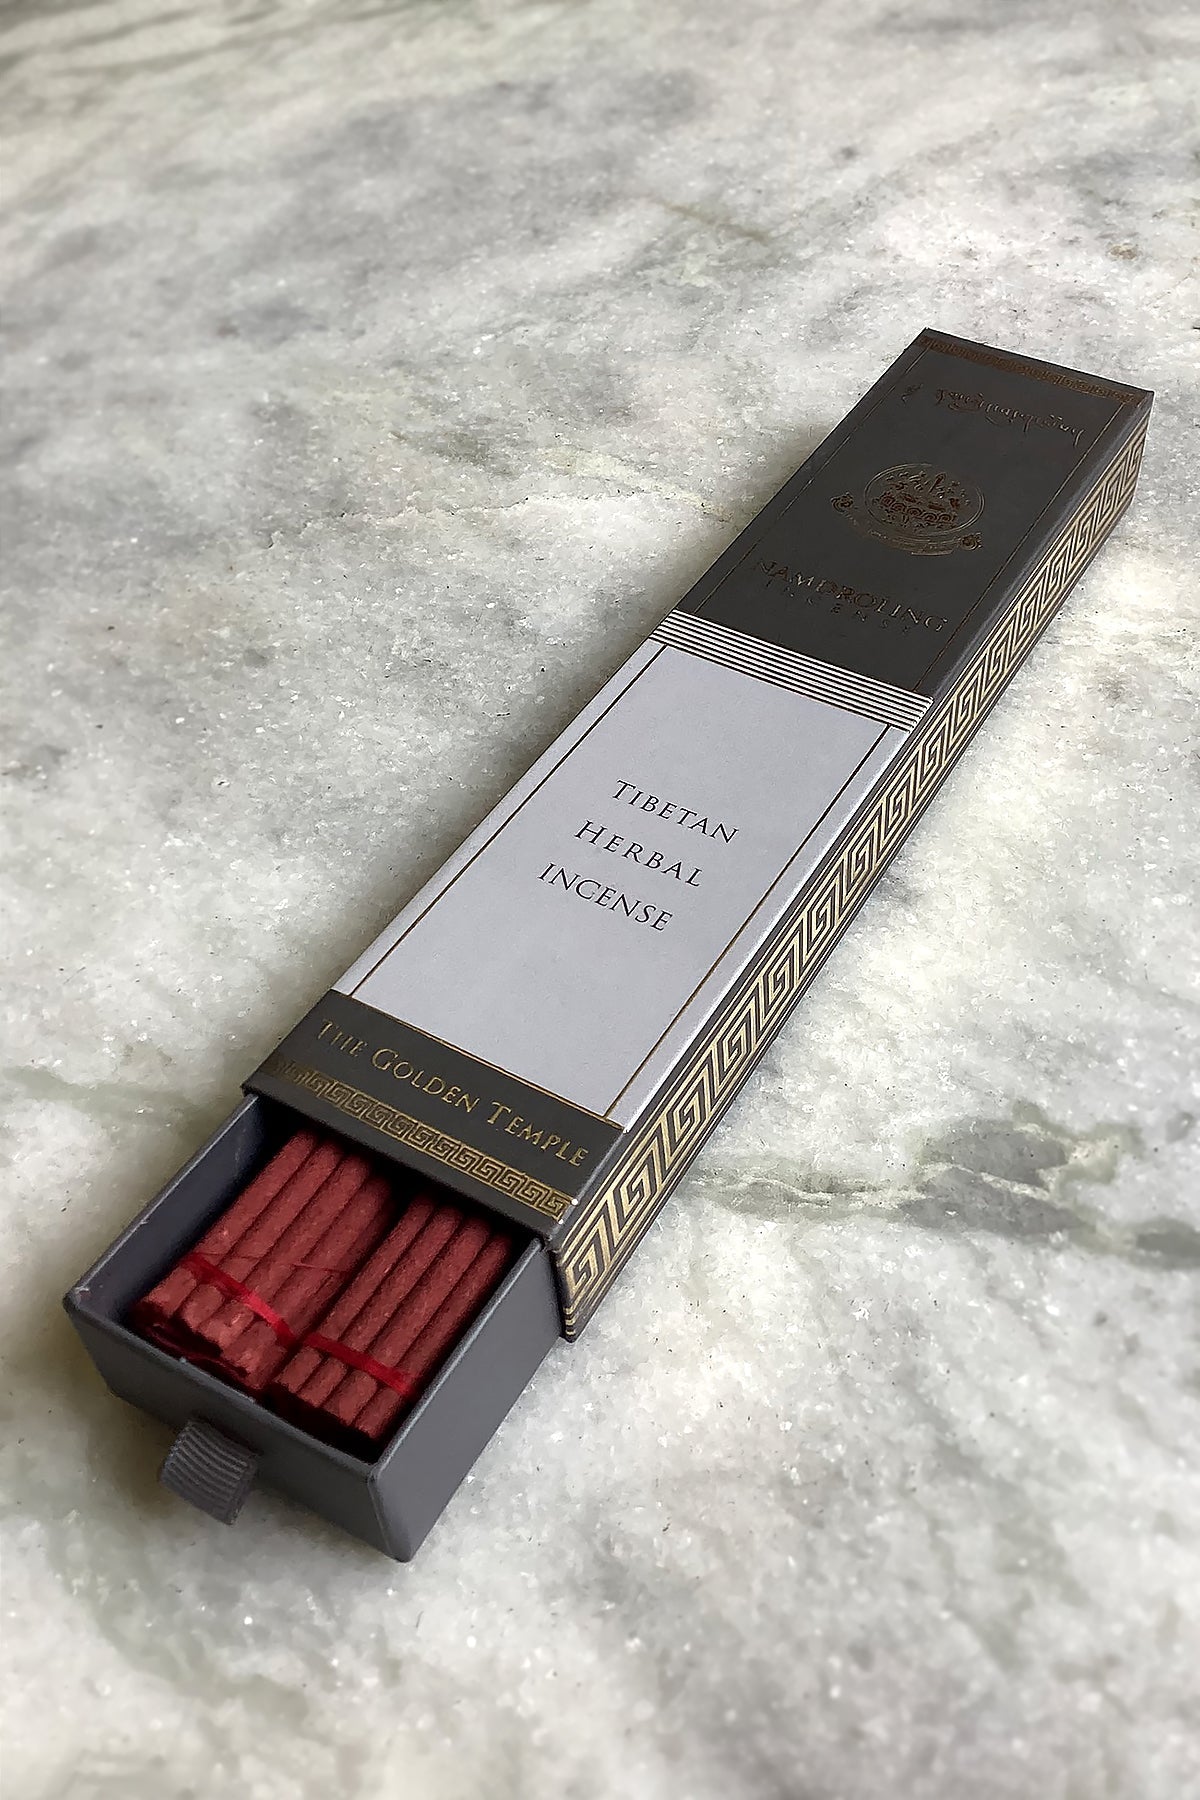 NAMDROLING
INCENSE
TIBETAN
HERBAL
INCENSE
THE GOLDEN TEMPLE